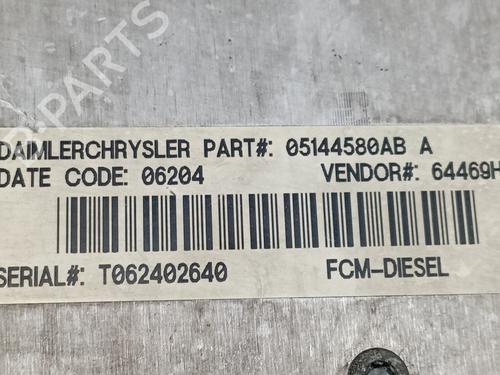 DAIMLERCHRYSLER PART#: 05144580AB A
DATE CODE: 06204 VENDOR#: 64469H
SERIAL#: T062402640 FCM-DIESEL